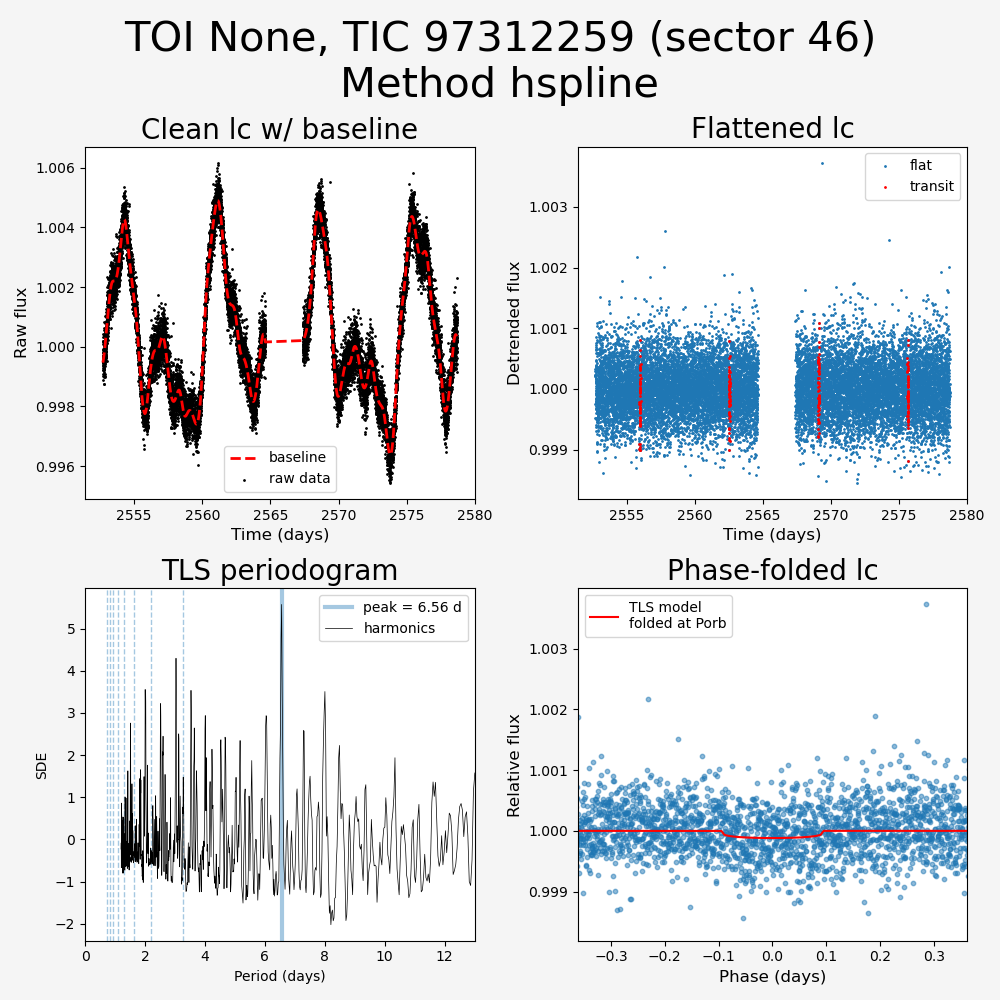 TOI None, TIC 97312259 (sector 46)
Method hspline
Clean lc w/ baseline
Raw flux
1.006
1.004
1.002
1.000
0.998
0.996
baseline
raw data
2555
2560
2565
2570
2575
2580
Time (days)
Flattened lc
Detrended flux
1.003
1.002
1.001
1.000
0.999
flat
transit
2555
2560
2565
2570
2575
2580
Time (days)
TLS periodogram
SDE
5
4
3
2
1
0
−1
−2
peak = 6.56 d
harmonics
0
2
4
6
8
10
12
Period (days)
Phase-folded lc
Relative flux
1.003
1.002
1.001
1.000
0.999
TLS model
folded at Porb
−0.3
−0.2
−0.1
0.0
0.1
0.2
0.3
Phase (days)